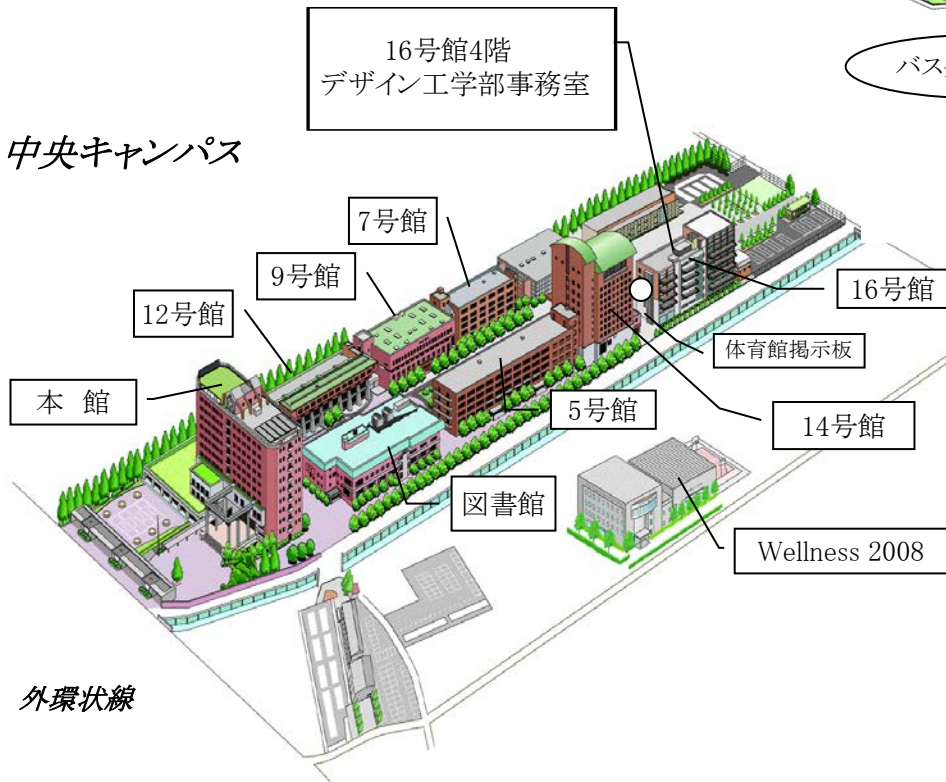 16号館4階
デザイン工学部事務室
バス
中央キャンパス
7号館
9号館
16号館
12号館
体育館掲示板
本 館
5号館
14号館
図書館
Wellness 2008
外環状線